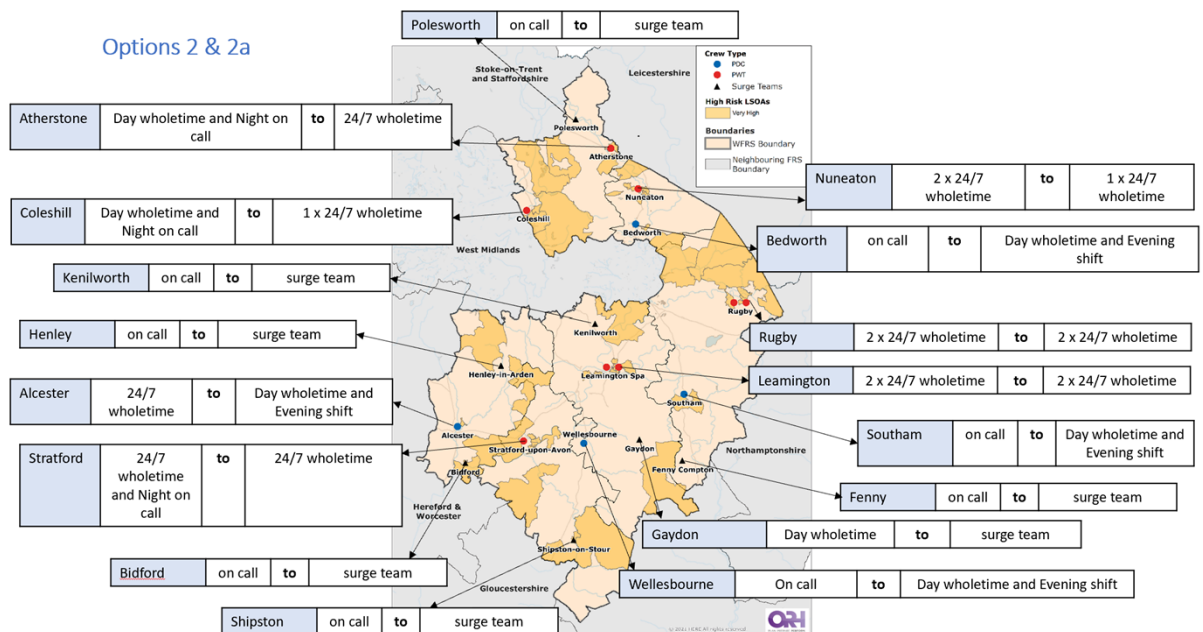 Options 2 & 2a
Polesworth on call to surge team
Atherstone Day wholetime and Night on
call to 24/7 wholetime
Coleshill Day wholetime and
Night on call to 1 x 24/7 wholetime
Kenilworth on call to surge team
Henley on call to surge team
Alcester 24/7
wholetime to Day wholetime and
Evening shift
Stratford 24/7
wholetime
and Night on
call to 24/7 wholetime
Bidford on call to surge team
Shipston on call to surge team
Nuneaton 2 x 24/7
wholetime to 1 x 24/7
wholetime
Bedworth on call to Day wholetime and Evening
shift
Rugby 2 x 24/7 wholetime to 2 x 24/7 wholetime
Leamington 2 x 24/7 wholetime to 2 x 24/7 wholetime
Southam on call to Day wholetime and
Evening shift
Fenny on call to surge team
Gaydon Day wholetime to surge team
Wellesbourne On call to Day wholetime and Evening shift
Crew Type
PDC
PWT
Surge Teams
High Risk LSOAs
Very High
Boundaries
WFRS Boundary
Neighbouring FRS
Boundary
Stoke-on-Trent
and Staffordshire
Leicestershire
Polesworth
Atherstone
Nuneaton
Coleshill
Bedworth
West Midlands
Rugby
Kenilworth
Henley-in-Arden
Leamington Spa
Southam
Alcester
Wellesbourne
Stratford-upon-Avon
Gaydon
Fenny Compton
Northamptonshire
Bidford
Hereford &
Worcester
Shipston-on-Stour
Gloucestershire
ORH